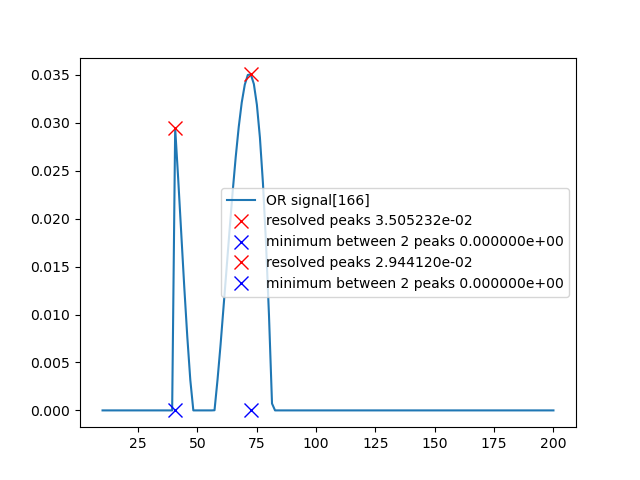 0.035
0.030
0.025
0.020
0.015
0.010
0.005
0.000
OR signal[166]
resolved peaks 3.505232e-02
minimum between 2 peaks 0.000000e+00
resolved peaks 2.944120e-02
minimum between 2 peaks 0.000000e+00
25 50 75 100 125 150 175 200